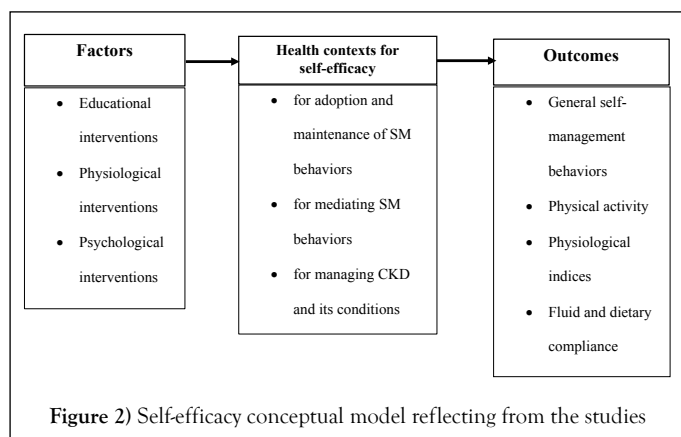 Factors
• Educational
interventions
• Physiological
interventions
• Psychological
interventions
Health contexts for
self-efficacy
• for adoption and
maintenance of SM
behaviors
• for mediating SM
behaviors
• for managing CKD
and its conditions
Outcomes
• General self-
management
behaviors
• Physical activity
• Physiological
indices
• Fluid and dietary
compliance
Figure 2) Self-efficacy conceptual model reflecting from the studies